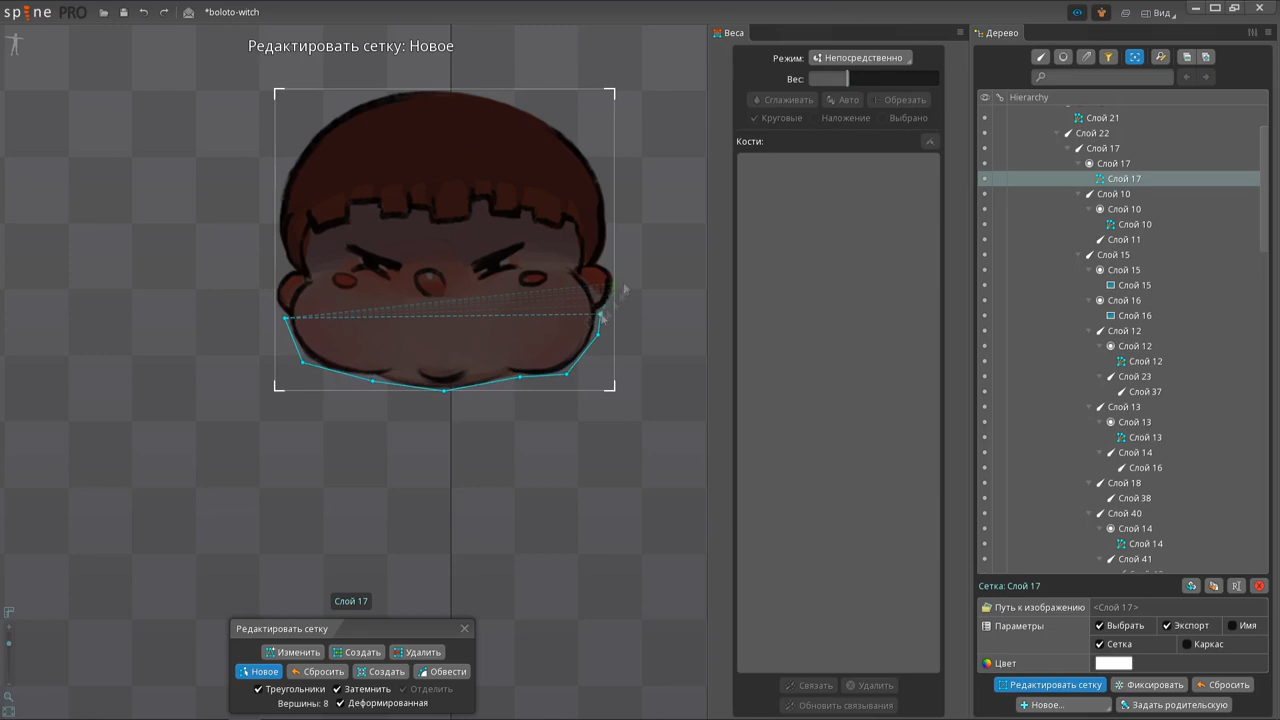 spine PRO
*boloto-witch
Вид
Редактировать сетку: Новое
Слой 17
Редактировать сетку
Изменить Создать Удалить
Новое Сбросить Создать Обвести
Треугольники Затемнить Отделить
Вершины: 8 Деформированная
Веса
Режим: Непосредственно
Вес:
Сглаживать Авто Обрезать
Круговые Наложение Выбрано
Кости:
Связать Удалить
Обновить связывания
Дерево
Hierarchy
Слой 21
Слой 22
Слой 17
Слой 17
Слой 17
Слой 10
Слой 10
Слой 10
Слой 11
Слой 15
Слой 15
Слой 15
Слой 16
Слой 16
Слой 12
Слой 12
Слой 12
Слой 23
Слой 37
Слой 13
Слой 13
Слой 13
Слой 14
Слой 16
Слой 18
Слой 38
Слой 40
Слой 14
Слой 14
Слой 41
Сетка: Слой 17
Путь к изображению <Слой 17>
Параметры Выбрать Экспорт Имя
Сетка Каркас
Цвет
Редактировать сетку Фиксировать Сбросить
Новое... Задать родительскую